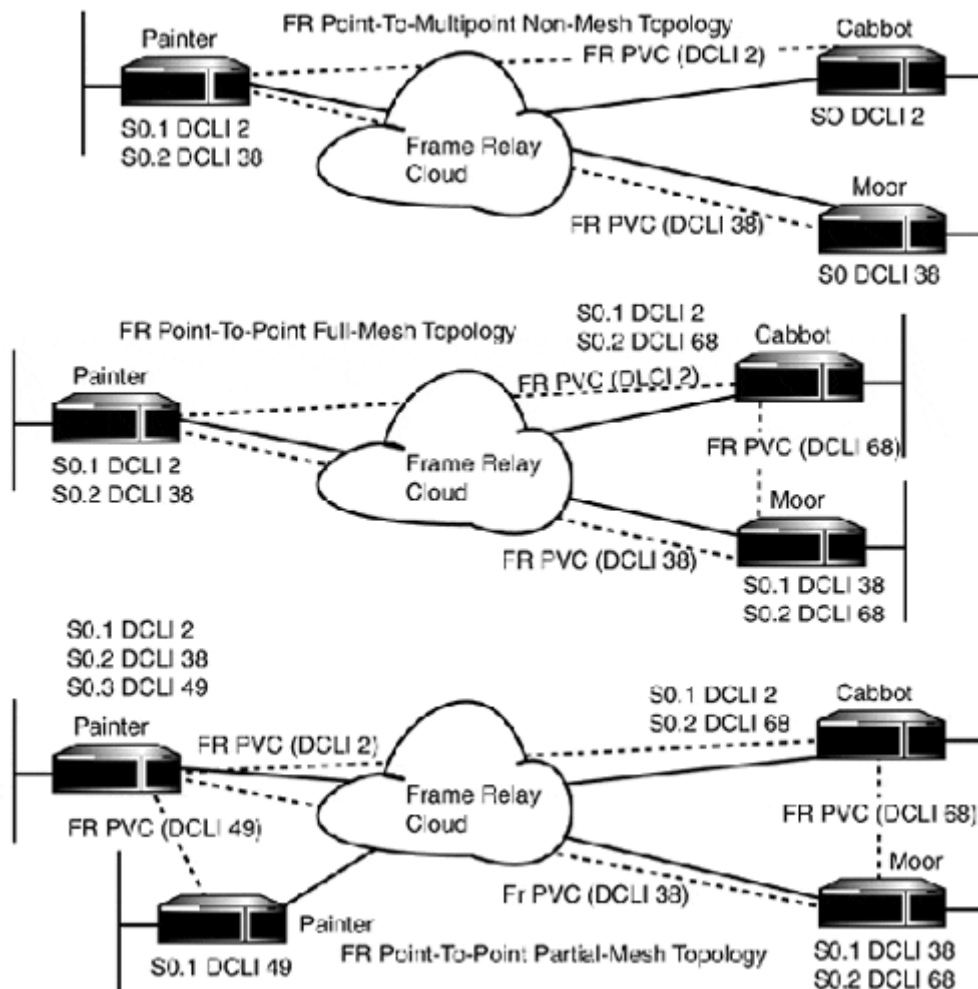 FR Point-To-Multipoint Non-Mesh Topology
Painter
Cabbot
FR PVC (DCLI 2)
S0.1 DCLI 2
S0.2 DCLI 38
SO DCLI 2
Frame Relay
Cloud
Moor
FR PVC (DCLI 38)
S0 DCLI 38
FR Point-To-Point Full-Mesh Topology
S0.1 DCLI 2
S0.2 DCLI 68
Cabbot
Painter
FR PVC (DLCI 2)
FR PVC (DCLI 68)
S0.1 DCLI 2
S0.2 DCLI 38
Frame Relay
Cloud
Moor
FR PVC (DCLI 38)
S0.1 DCLI 38
S0.2 DCLI 68
S0.1 DCLI 2
S0.2 DCLI 38
S0.3 DCLI 49
Painter
S0.1 DCLI 2
S0.2 DCLI 68
Cabbot
FR PVC (DCLI 2)
Frame Relay
Cloud
FR PVC (DCLI 49)
FR PVC (DCLI 68)
Moor
Fr PVC (DCLI 38)
Painter
S0.1 DCLI 49
FR Point-To-Point Partial-Mesh Topology
S0.1 DCLI 38
S0.2 DCLI 68